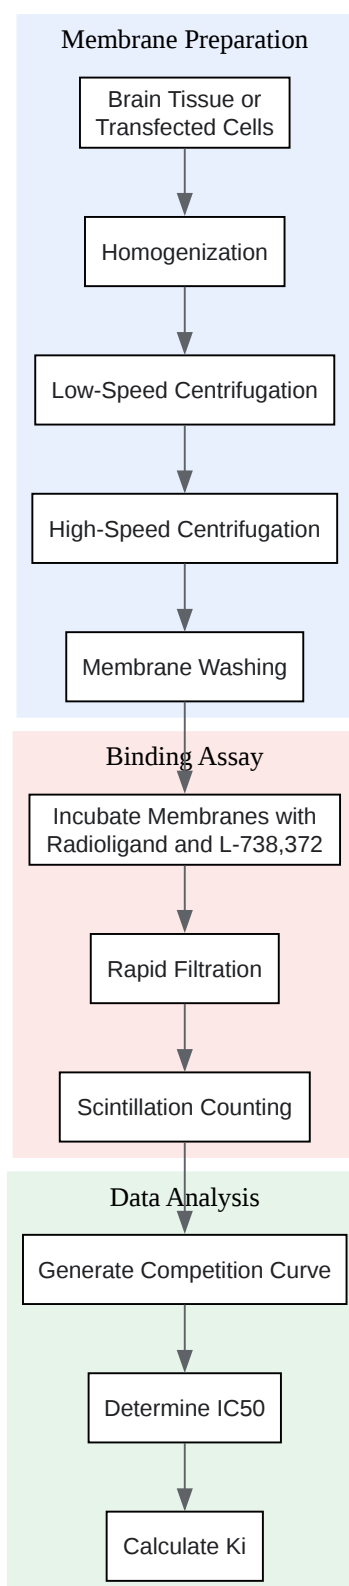 Membrane Preparation
Brain Tissue or
Transfected Cells
Homogenization
Low-Speed Centrifugation
High-Speed Centrifugation
Membrane Washing
Binding Assay
Incubate Membranes with
Radioligand and L-738,372
Rapid Filtration
Scintillation Counting
Data Analysis
Generate Competition Curve
Determine IC50
Calculate Ki